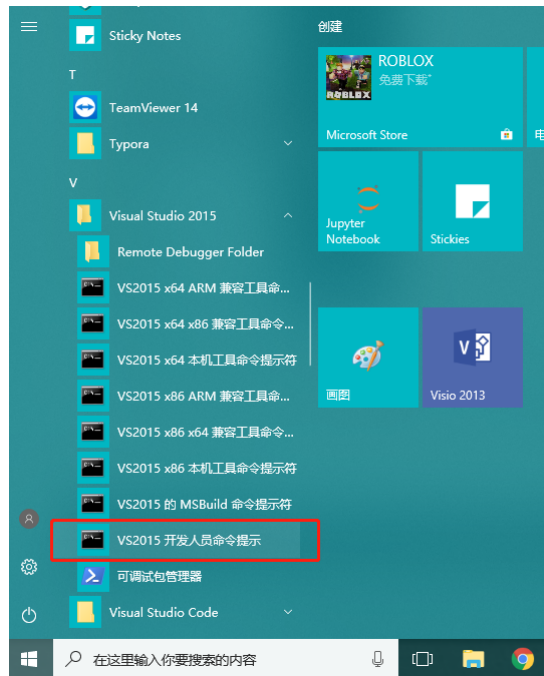 Sticky Notes
T
TeamViewer 14
Typora
V
Visual Studio 2015
Remote Debugger Folder
VS2015 x64 ARM 兼容工具命...
VS2015 x64 x86 兼容工具命令...
VS2015 x64 本机工具命令提示符
VS2015 x86 ARM 兼容工具命...
VS2015 x86 x64 兼容工具命令...
VS2015 x86 本机工具命令提示符
VS2015 的 MSBuild 命令提示符
VS2015 开发人员命令提示
可调试包管理器
Visual Studio Code
创建
ROBLOX
免费下载*
ROBLOX
Microsoft Store
电
Jupyter
Notebook
Stickies
画图
Visio 2013
在这里输入你要搜索的内容